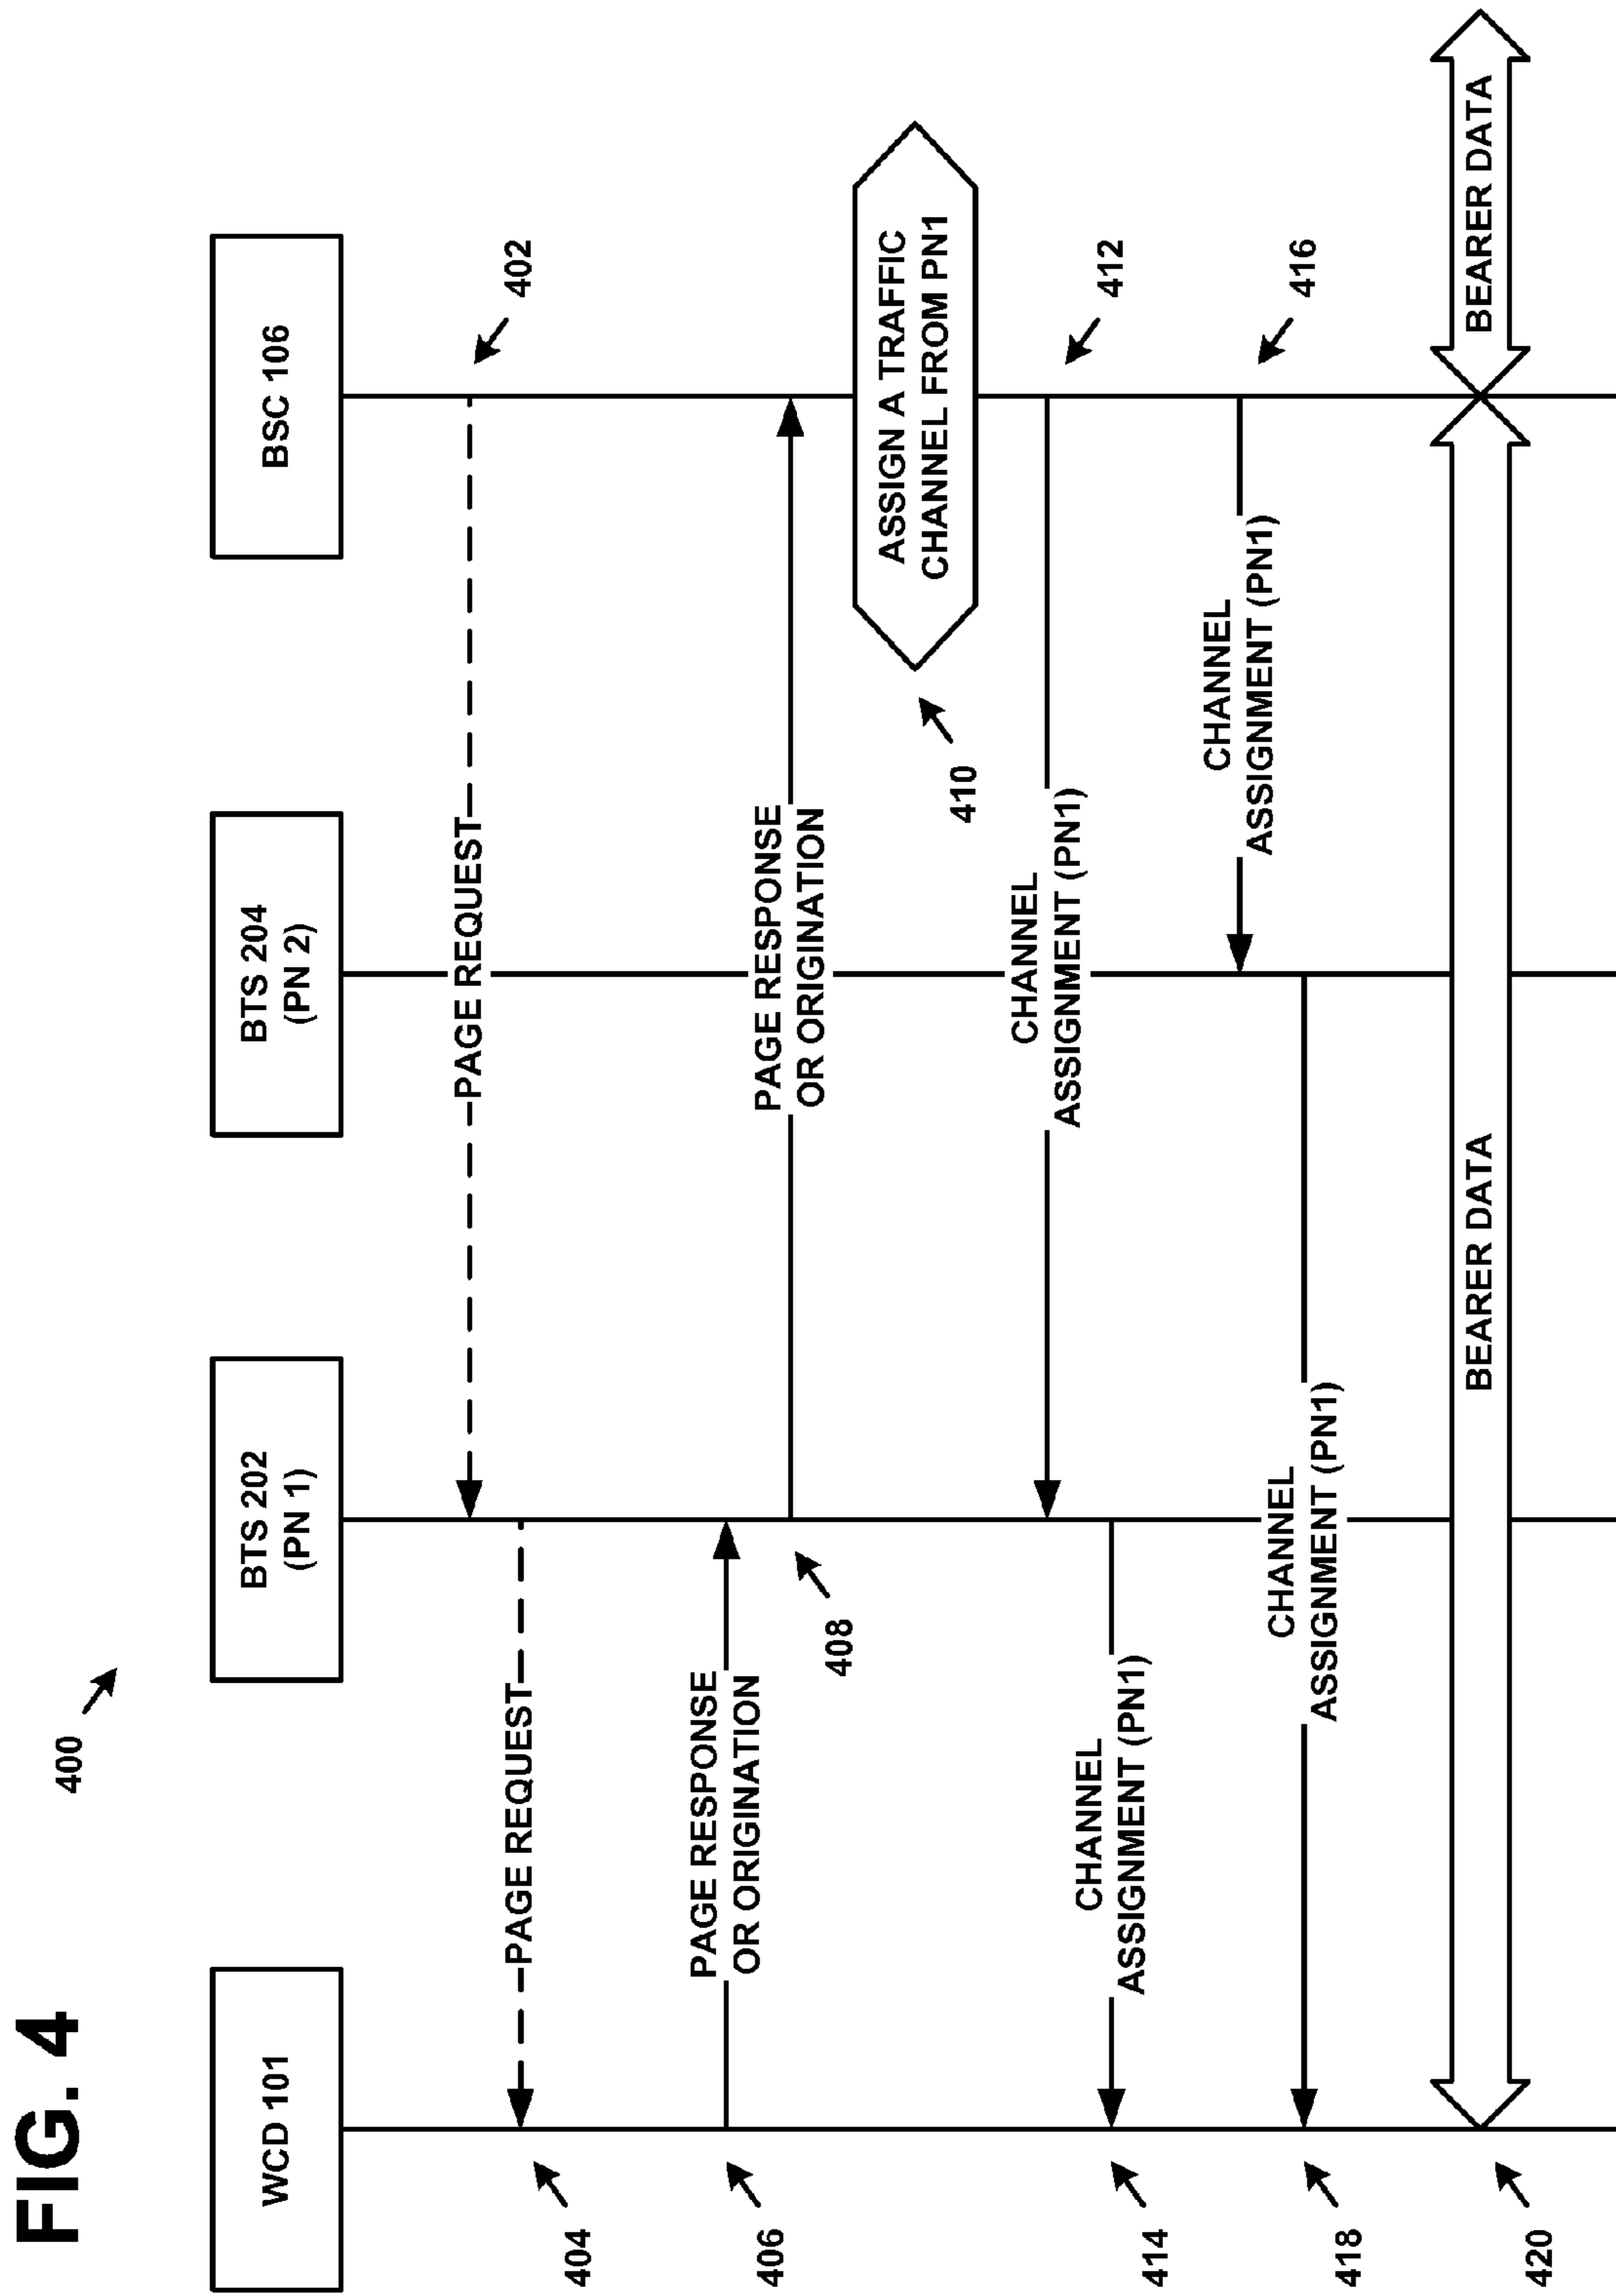 FIG. 4
400
WCD 101
BTS 202
(PN 1)
BTS 204
(PN 2)
BSC 106
PAGE REQUEST
402
PAGE REQUEST
404
PAGE RESPONSE
OR ORIGINATION
406
PAGE RESPONSE
OR ORIGINATION
408
ASSIGN A TRAFFIC
CHANNEL FROM PN1
410
CHANNEL
ASSIGNMENT (PN1)
412
CHANNEL
ASSIGNMENT (PN1)
414
CHANNEL
ASSIGNMENT (PN1)
416
CHANNEL
ASSIGNMENT (PN1)
418
BEARER DATA
BEARER DATA
420